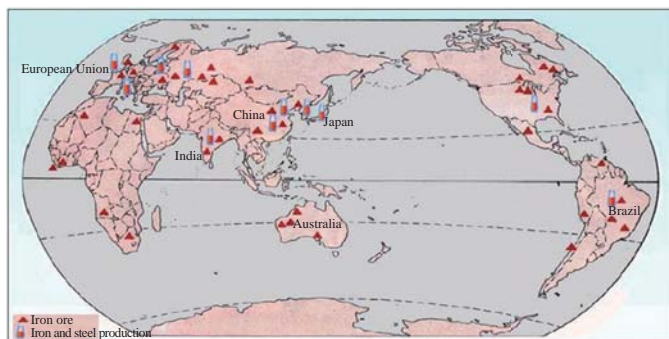 European Union
China
Japan
India
Australia
Brazil
Iron ore
Iron and steel production